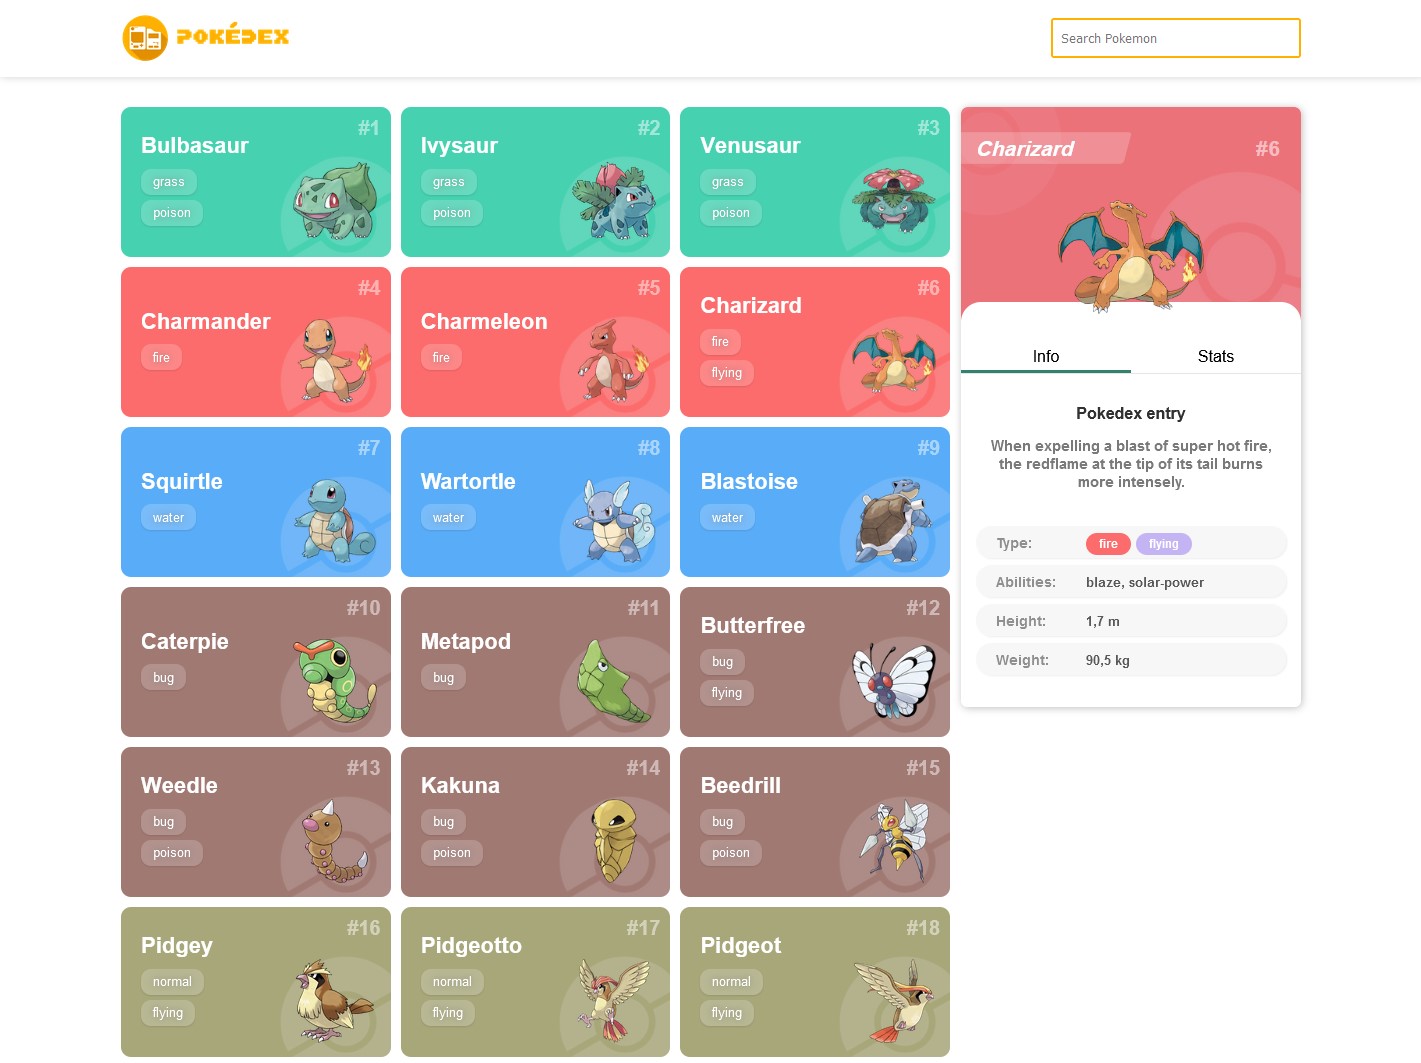 POKÉDEX
Search Pokemon
#1
Bulbasaur
grass
poison
#2
Ivysaur
grass
poison
#3
Venusaur
grass
poison
#4
Charmander
fire
#5
Charmeleon
fire
#6
Charizard
fire
flying
#7
Squirtle
water
#8
Wartortle
water
#9
Blastoise
water
#10
Caterpie
bug
#11
Metapod
bug
#12
Butterfree
bug
flying
#13
Weedle
bug
poison
#14
Kakuna
bug
poison
#15
Beedrill
bug
poison
#16
Pidgey
normal
flying
#17
Pidgeotto
normal
flying
#18
Pidgeot
normal
flying
Charizard #6
Info Stats
Pokedex entry
When expelling a blast of super hot fire,
the redflame at the tip of its tail burns
more intensely.
Type: fire flying
Abilities: blaze, solar-power
Height: 1,7 m
Weight: 90,5 kg